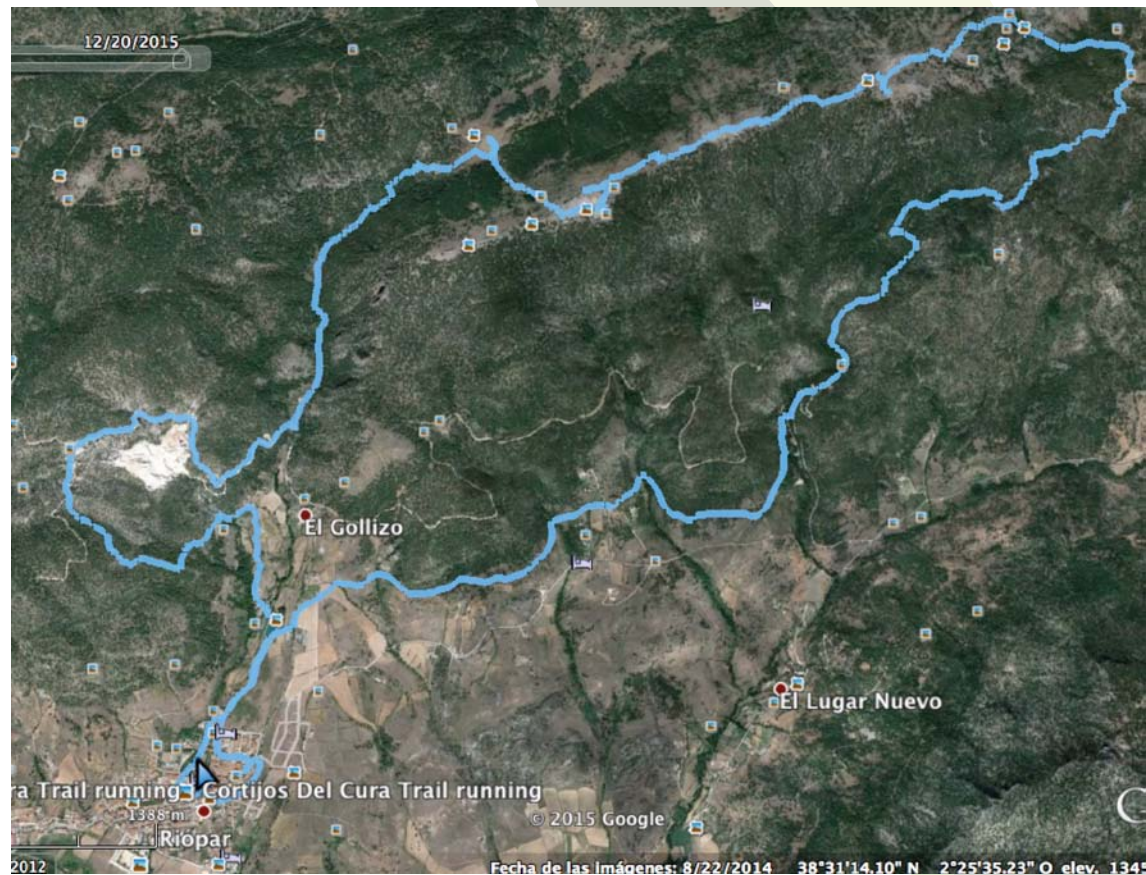 12/20/2015
El Gollizo
El Lugar Nuevo
ra Trail running
Cortijos Del Cura Trail running
1388 m
Riópar
© 2015 Google
2012
Fecha de las imágenes: 8/22/2014 38°31'14.10" N 2°25'35.23" O elev. 134